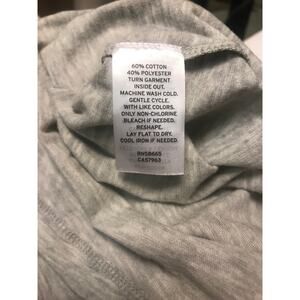 60% COTTON
40% POLYESTER
TURN GARMENT
INSIDE OUT.
MACHINE WASH COLD.
GENTLE CYCLE.
WITH LIKE COLORS.
ONLY NON-CHLORINE
BLEACH IF NEEDED.
RESHAPE.
LAY FLAT TO DRY.
COOL IRON IF NEEDED.
RN58665
CA57963